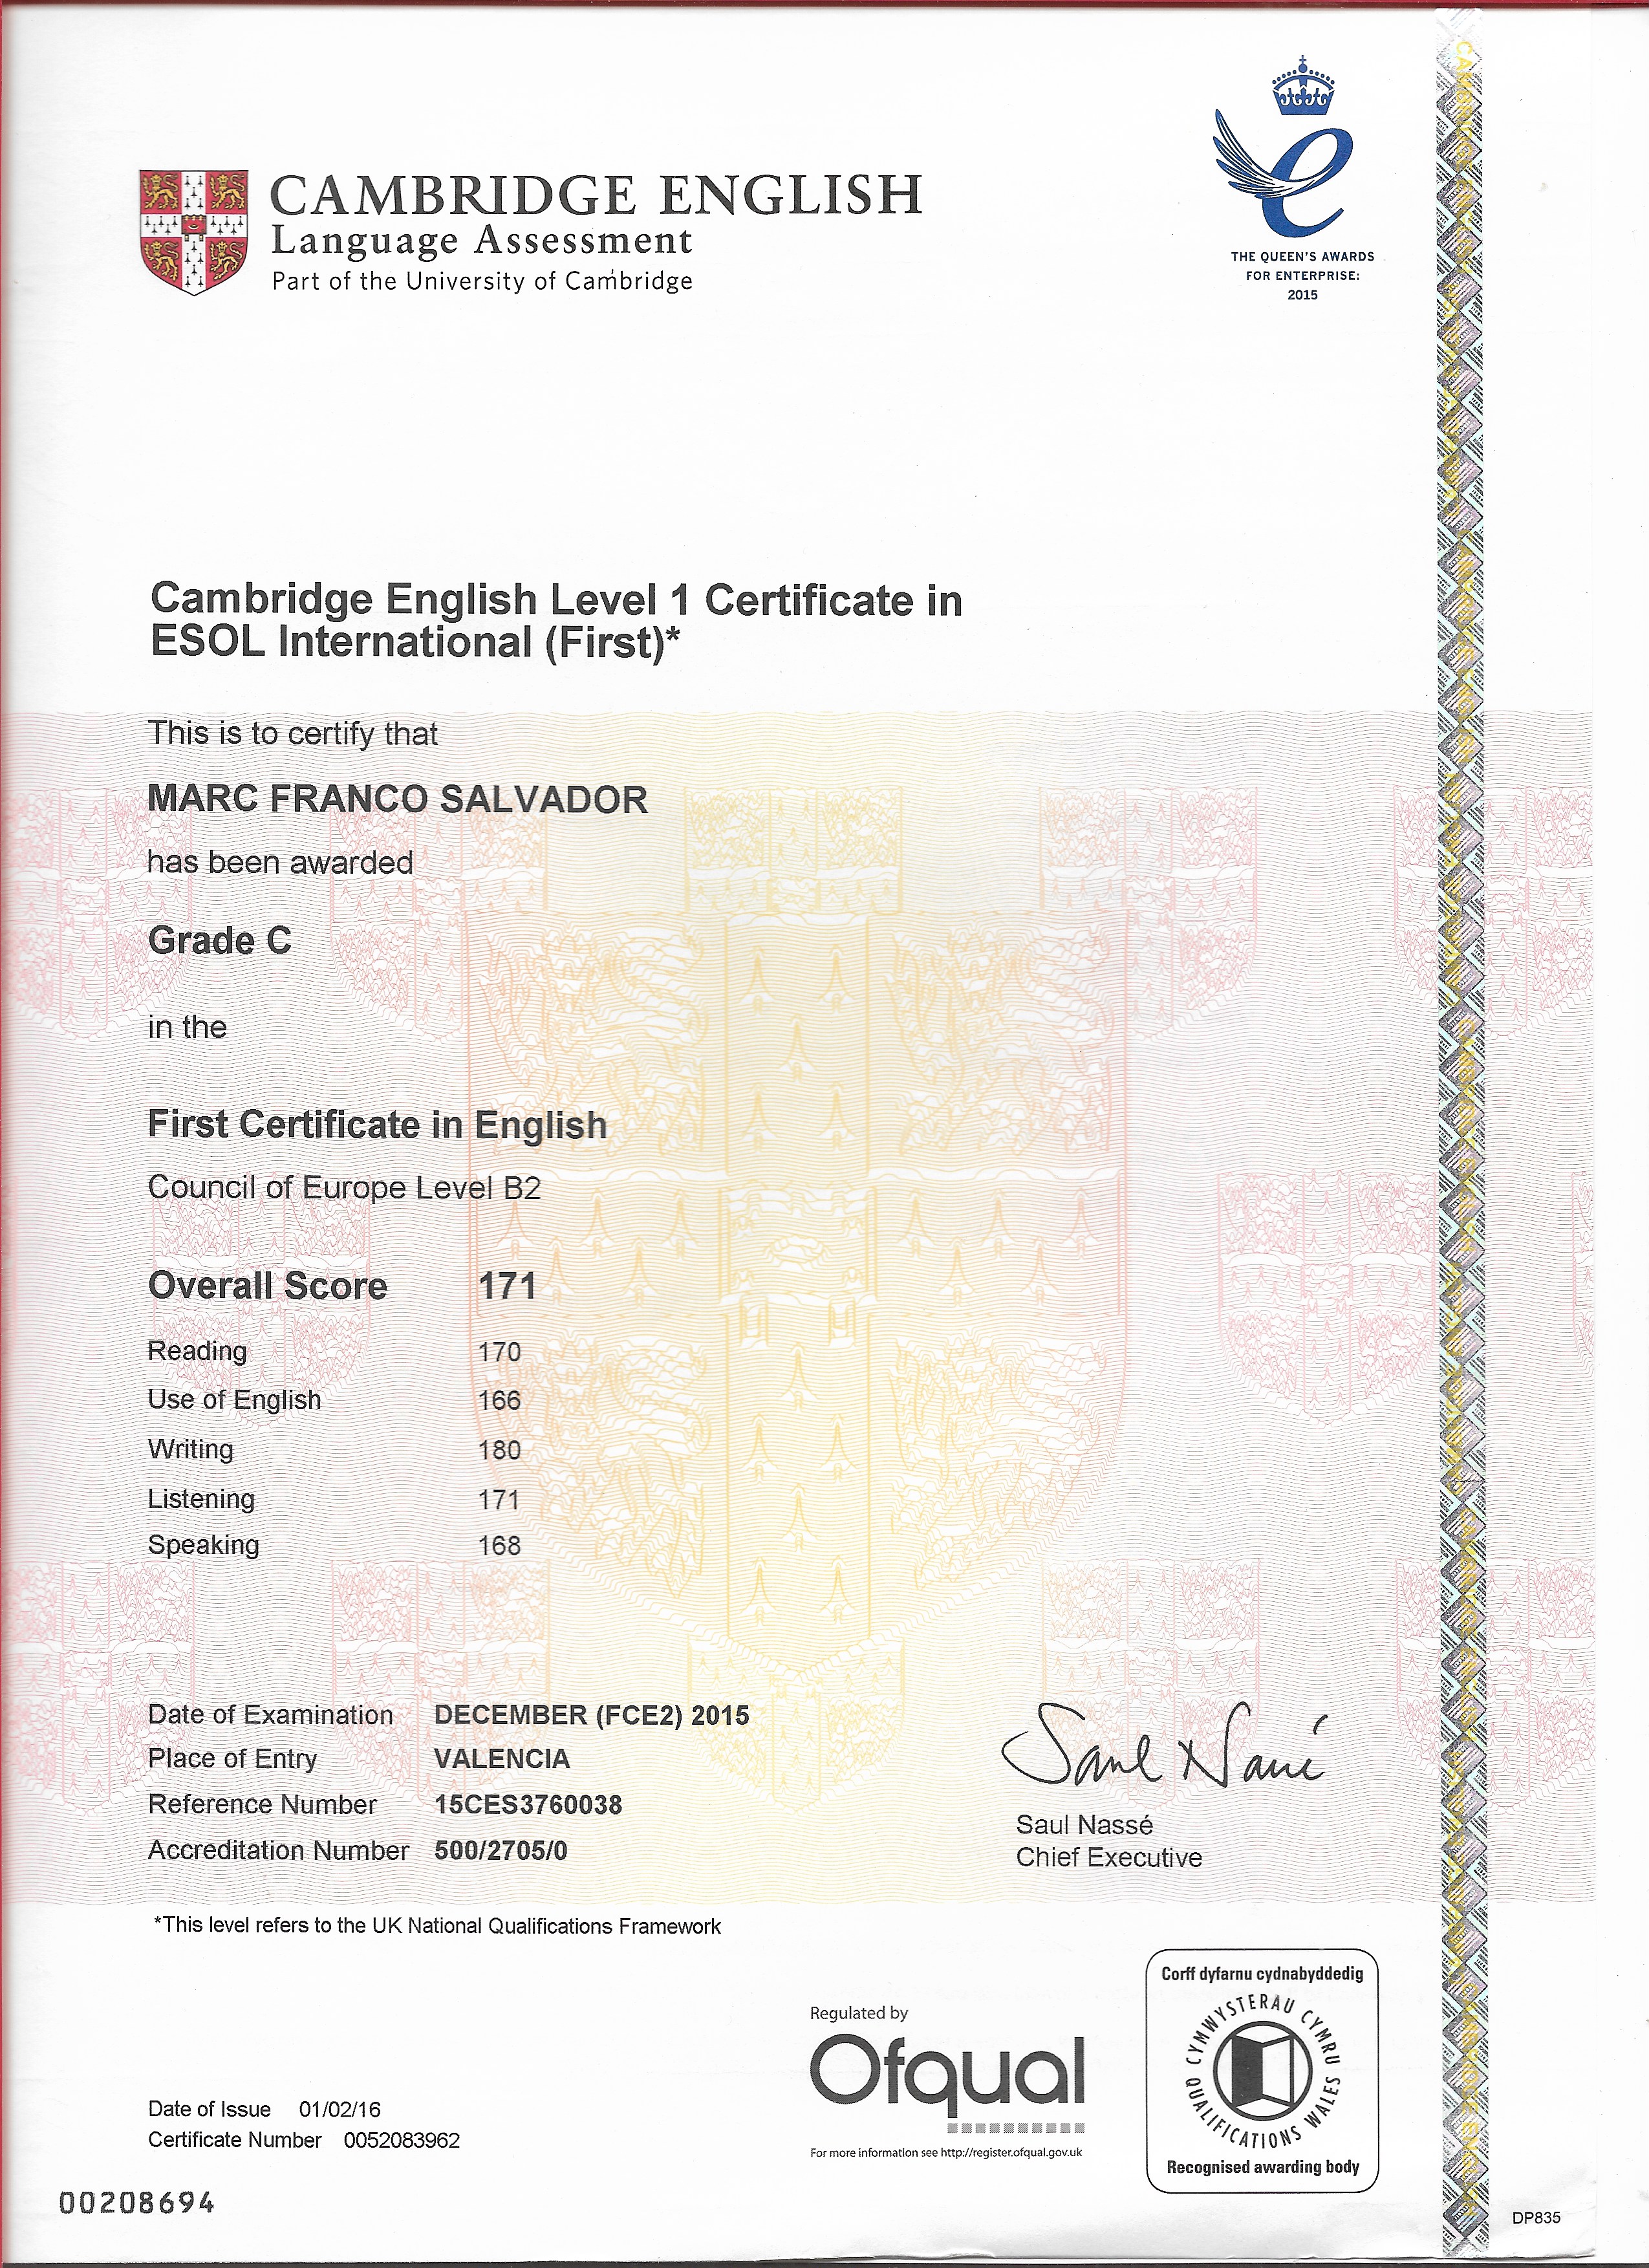 CAMBRIDGE ENGLISH
Language Assessment
Part of the University of Cambridge
THE QUEEN'S AWARDS
FOR ENTERPRISE:
2015
Cambridge English Level 1 Certificate in
ESOL International (First)*
This is to certify that
MARC FRANCO SALVADOR
has been awarded
Grade C
in the
First Certificate in English
Council of Europe Level B2
Overall Score 171
Reading 170
Use of English 166
Writing 180
Listening 171
Speaking 168
Date of Examination DECEMBER (FCE2) 2015
Place of Entry VALENCIA
Reference Number 15CES3760038
Accreditation Number 500/2705/0
Saul Nassé
Saul Nassé
Chief Executive
*This level refers to the UK National Qualifications Framework
Regulated by
Ofqual
For more information see http://register.ofqual.gov.uk
Corff dyfarnu cydnabyddedig
CYMWYSTERAU CYMRU
QUALIFICATIONS WALES
Recognised awarding body
Date of Issue 01/02/16
Certificate Number 0052083962
00208694
DP835